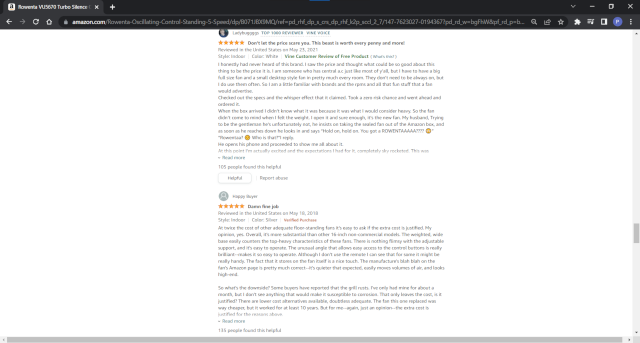 Rowenta VU5670 Turbo Silence
amazon.com/Rowenta-Oscillating-Control-Standing-5-Speed/dp/
Ladybugggg TOP 1000 REVIEWER VINE VOICE
Don't let the price scare you. This beast is worth every penny and more!
Reviewed in the United States on May 23, 2021
Style: Indoor Color: White Vine Customer Review of Free Product (What's this?)
I honestly had never heard of this brand. I saw the price and thought what could be so good about this
thing to be the price it is. I am someone who has central a.c just like most of y'all, but I have to have a big
full size fan and a small desktop style fan in pretty much every room. They don't need to be always on, but
I do use them often. So I am a little familiar with brands and the rpms and all that fun stuff that a fan
would advertise.
Checked out the specs and the whisper effect that it claimed. Took a zero risk chance and went ahead and
ordered it.
When the box arrived I didn't know what it was because it was what I would consider heavy. So the fan
didn't come to mind when I felt the weight. I open it and sure enough, it's the new fan. My husband, Trying
to be the gentleman he's unfortunately not, he insists on taking the sealed fan out of the Amazon box, and
as soon as he reaches down he looks in and says "Hold on, hold on. You got a ROWENTAAAAA????
"Rowentaa? Who is that?"I reply.
He opens his phone and proceeded to show me all about it.
At this point I'm actually excited and the expectations I had for it, completely sky rocketed. This was
Read more
105 people found this helpful
Helpful Report abuse
Happy Buyer
Damn fine job
Reviewed in the United States on May 18, 2018
Style: Indoor Color: Silver Verified Purchase
At twice the cost of other adequate floor-standing fans it's easy to ask if the extra cost is justified. My
opinion, yes. Overall, it's more substantial than other 16 inch non-commercial models. The weighted, wide
base easily counters the top-heavy characteristics of these fans. There is nothing flimsy with the adjustable
support, and it's easy to operate. The unusual angle that allows easy access to the control buttons is really
brilliant--makes it so easy to operate. Although I don't use the remote I can see that for some it might be
really handy. The fact that it stores on the fan itself is a nice touch. The manufacturer's blah blah on the
fan's Amazon page is pretty much correct--it's quieter than expected, easily moves volumes of air, and looks
high-end.
So what's the downside? Some buyers have reported that the grill rusts. I've only had mine for about a
month, but I don't see anything that would make it susceptible to corrosion. That only leaves the cost, is it
justified? There are lower cost alternatives available, doubtless adequate. The fan this one replaced was
way cheaper, but it worked for at least 10 years. But for me--again, just an opinion--the extra cost is
justified for the reasons above.
Read more
135 people found this helpful